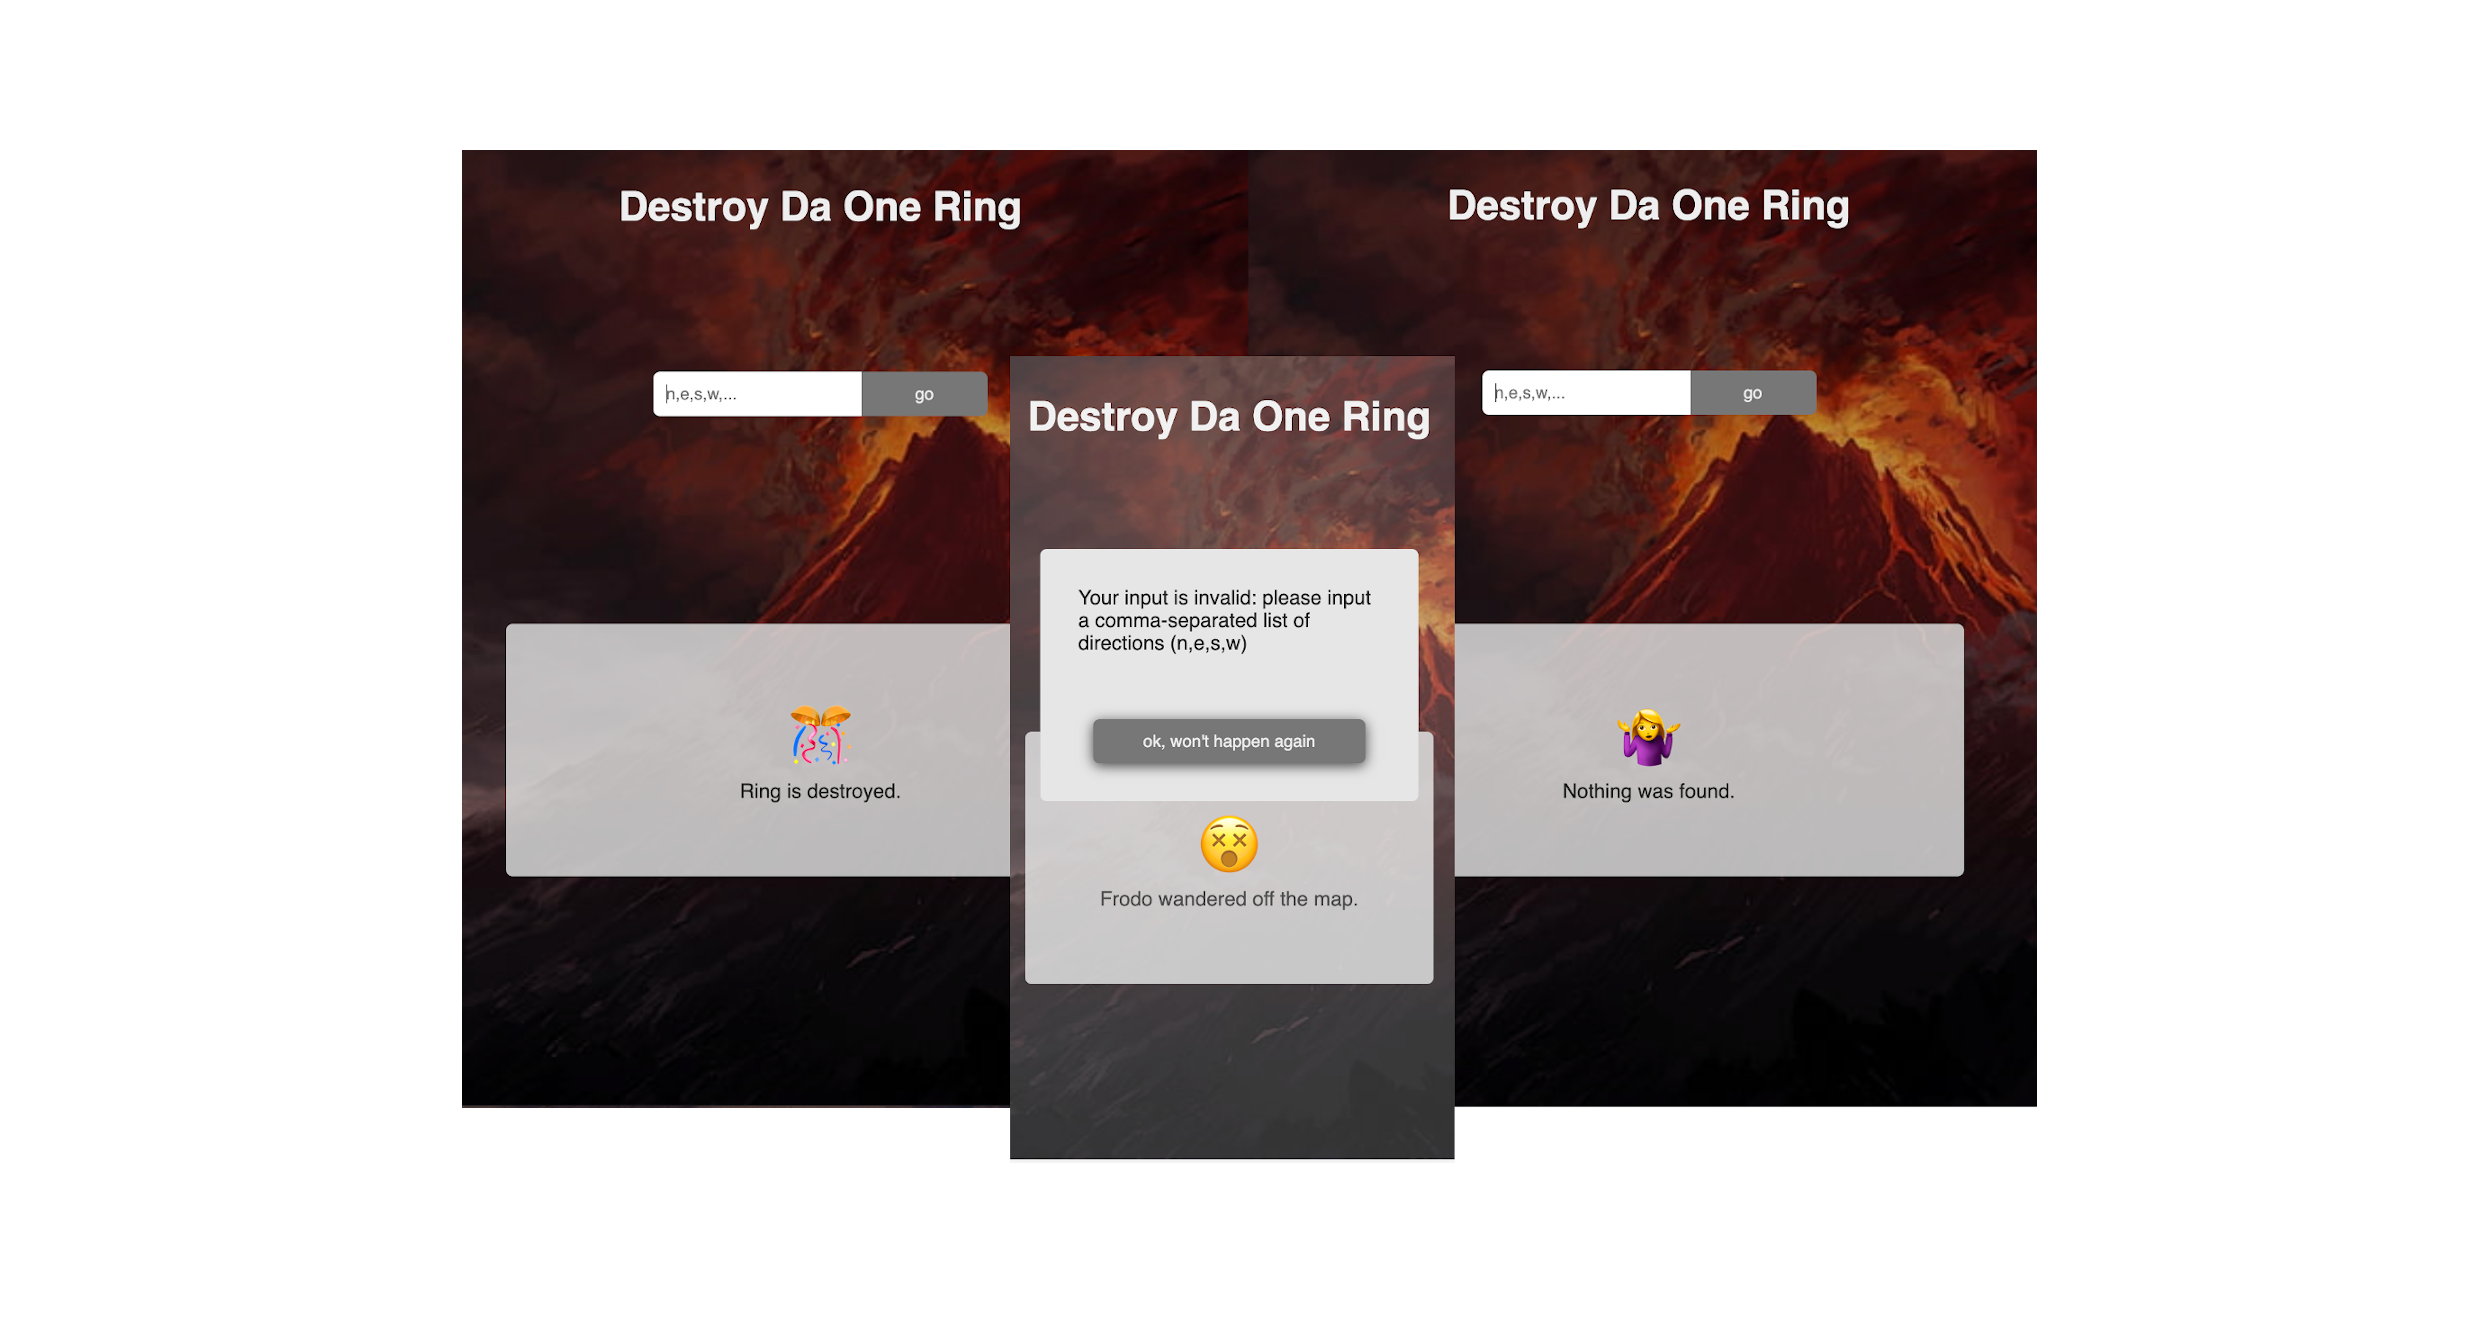 Destroy Da One Ring
n,e,s,w,...
go
Ring is destroyed.
Destroy Da One Ring
Your input is invalid: please input
a comma-separated list of
directions (n,e,s,w)
ok, won't happen again
Frodo wandered off the map.
Destroy Da One Ring
n,e,s,w,...
go
Nothing was found.